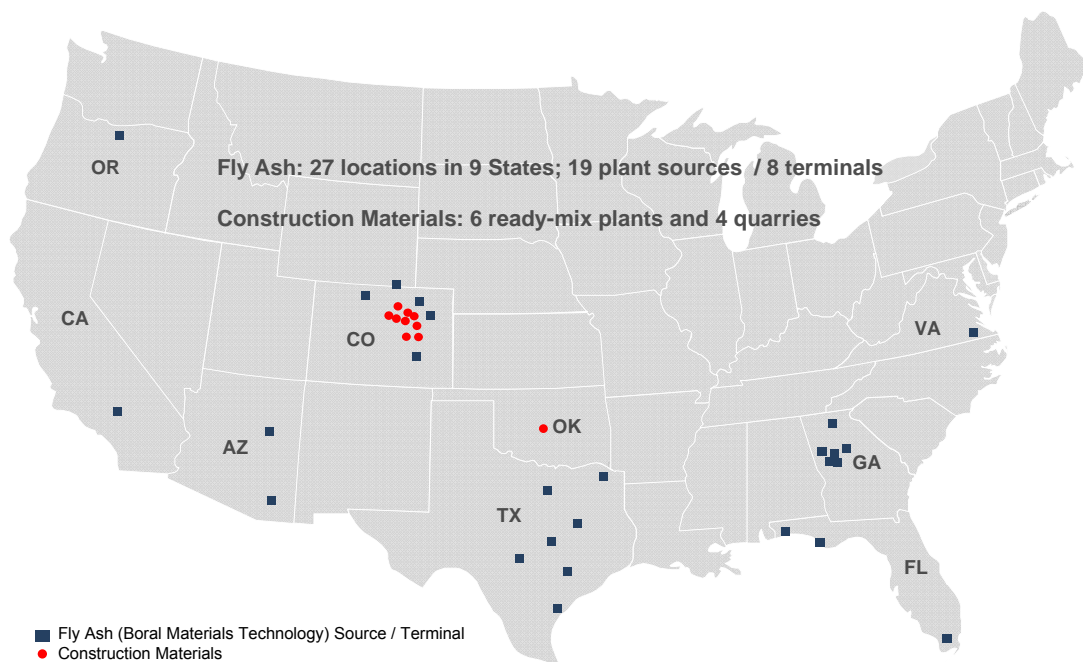 OR
Fly Ash: 27 locations in 9 States; 19 plant sources / 8 terminals
Construction Materials: 6 ready-mix plants and 4 quarries
CA
CO
VA
AZ
OK
GA
TX
FL
Fly Ash (Boral Materials Technology) Source / Terminal
Construction Materials